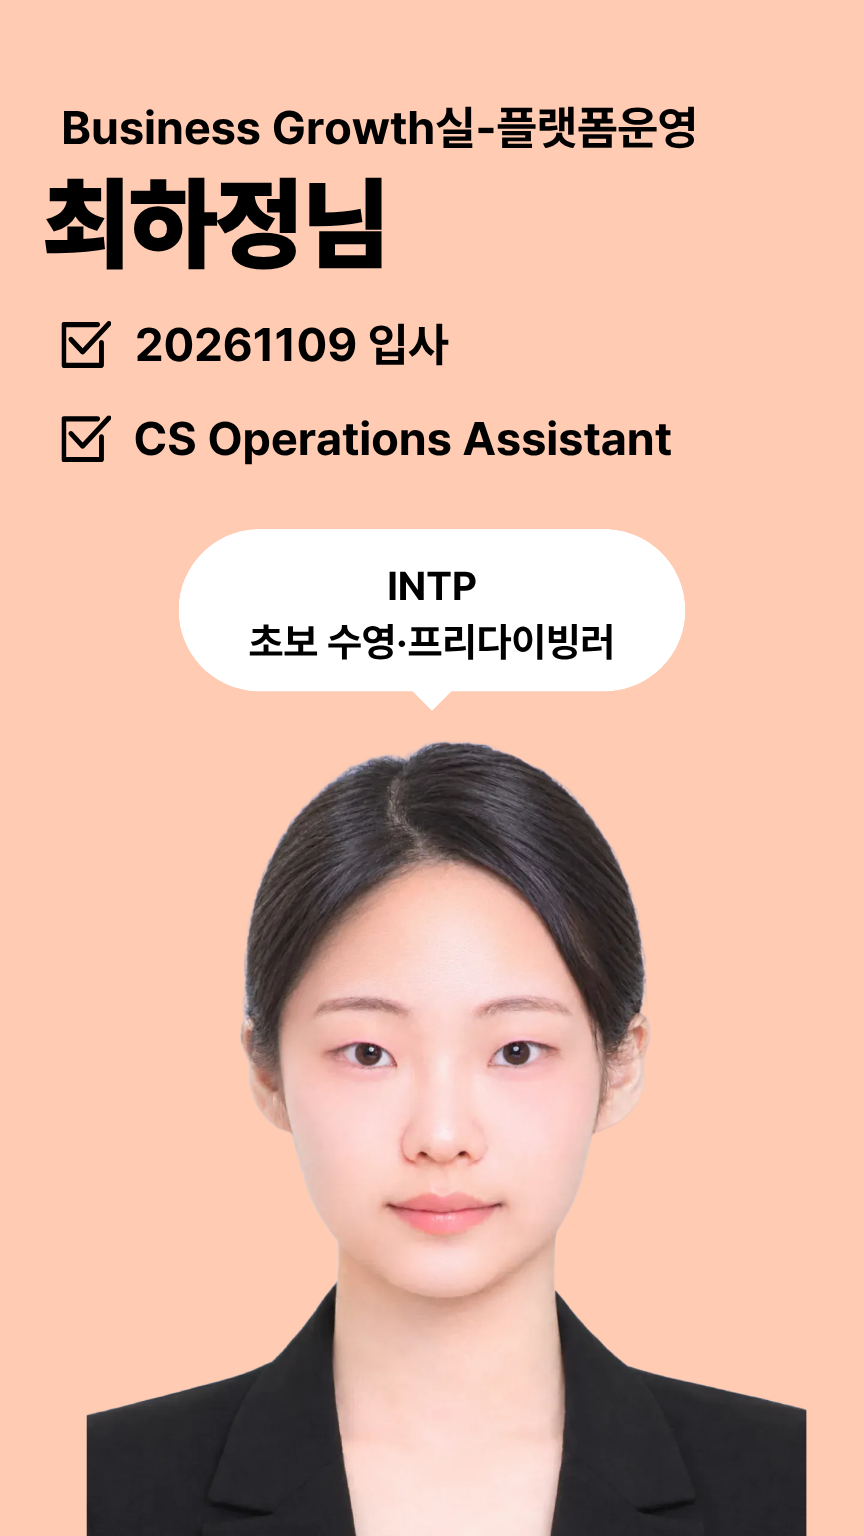 Business Growth실-플랫폼운영
최하정님
20261109 입사
CS Operations Assistant
INTP
초보 수영·프리다이빙러